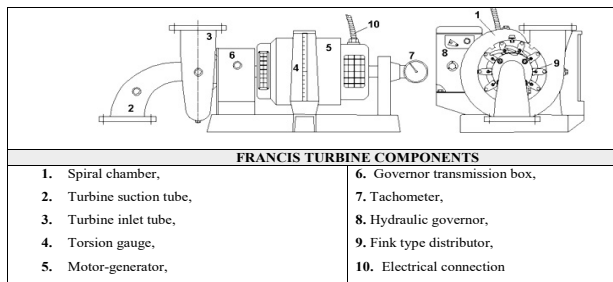 1
10
3
6
5
7
8
4
9
2
FRANCIS TURBINE COMPONENTS
1. Spiral chamber,
2. Turbine suction tube,
3. Turbine inlet tube,
4. Torsion gauge,
5. Motor-generator,
6. Governor transmission box,
7. Tachometer,
8. Hydraulic governor,
9. Fink type distributor,
10. Electrical connection